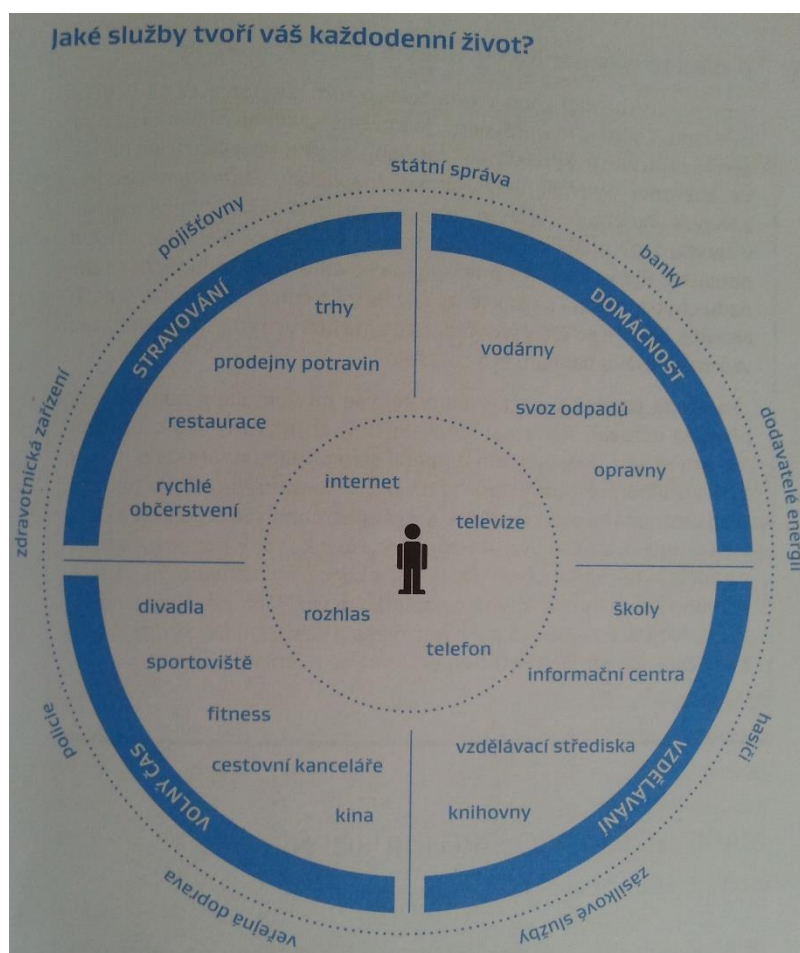 Jaké služby tvoří váš každodenní život?
státní správa
pojišťovny
banky
zdravotnická zařízení
dodavatelé energií
policie
hasiči
veřejná doprava
zásilkové služby
STRAVOVÁNÍ
trhy
prodejny potravin
restaurace
rychlé
občerstvení
DOMÁCNOST
vodárny
svoz odpadů
opravny
internet
televize
rozhlas
telefon
VOLNÝ ČAS
divadla
sportoviště
fitness
cestovní kanceláře
kina
VZDĚLÁVÁNÍ
školy
informační centra
vzdělávací střediska
knihovny